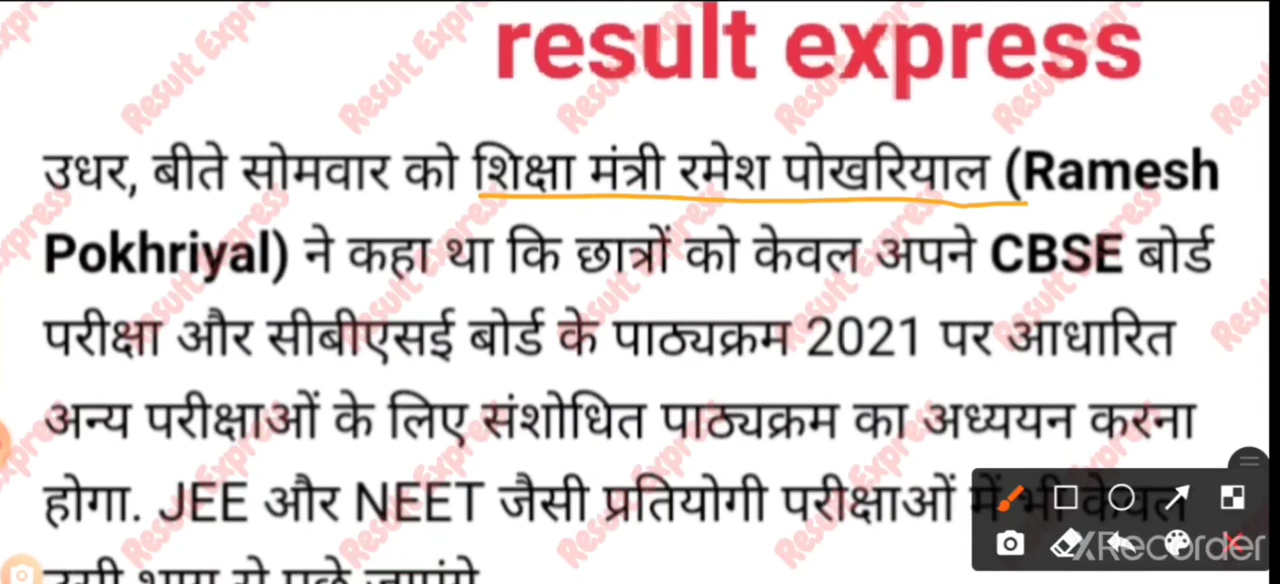 result express
उधर, बीते सोमवार को शिक्षा मंत्री रमेश पोखरियाल (Ramesh
Pokhriyal) ने कहा था कि छात्रों को केवल अपने CBSE बोर्ड
परीक्षा और सीबीएसई बोर्ड के पाठ्यक्रम 2021 पर आधारित
अन्य परीक्षाओं के लिए संशोधित पाठ्यक्रम का अध्ययन करना
होगा. JEE और NEET जैसी प्रतियोगी परीक्षाओं में भी केवल
XRecorder